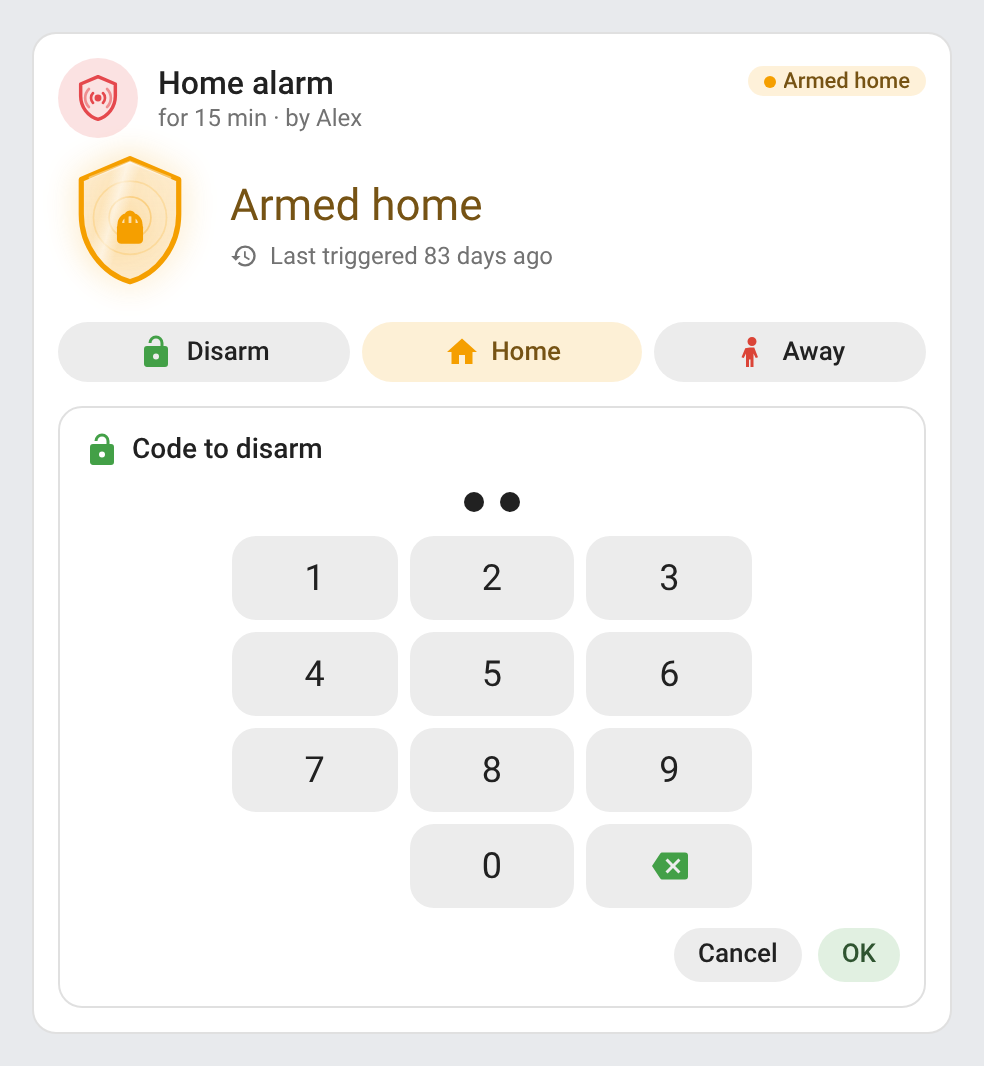 Home alarm
Armed home
for 15 min · by Alex
Armed home
Last triggered 83 days ago
Disarm
Home
Away
Code to disarm
1 2 3
4 5 6
7 8 9
0
Cancel
OK